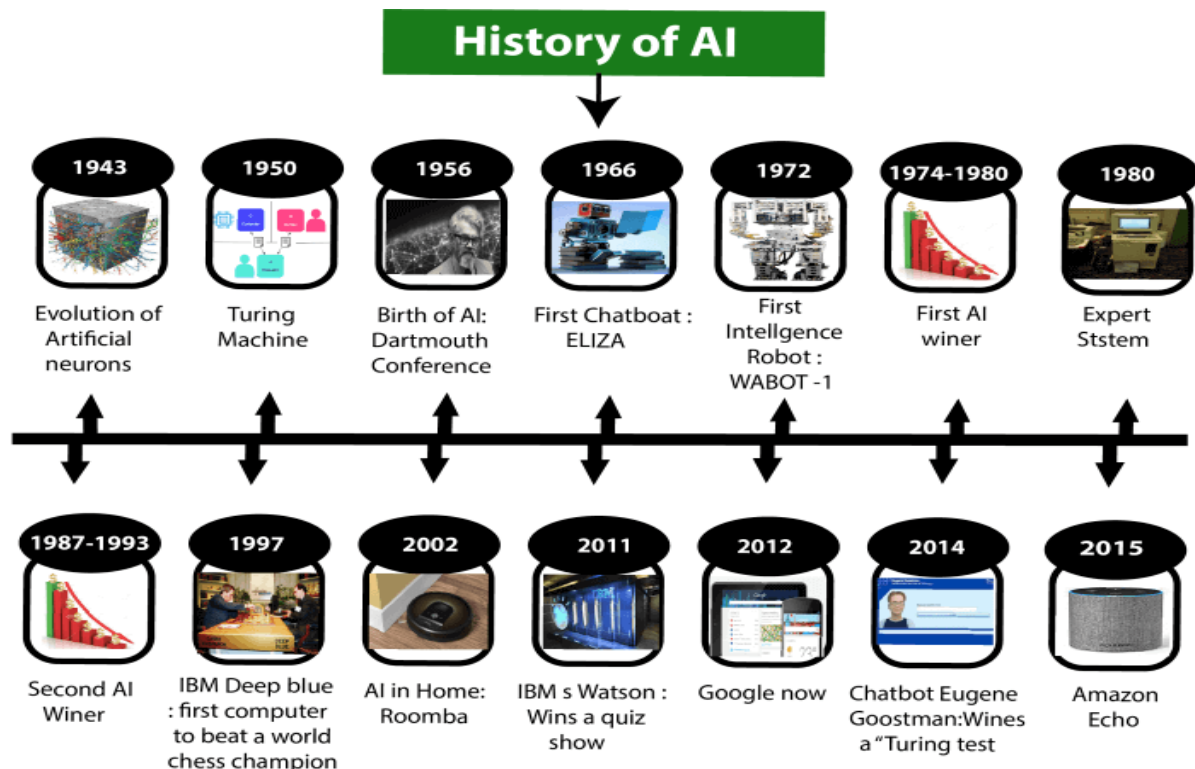 History of AI
1943
1950
1956
1966
1972
1974-1980
1980
Evolution of
Artificial
neurons
Turing
Machine
Birth of AI:
Dartmouth
Conference
First Chatboat :
ELIZA
First
Intellgence
Robot :
WABOT -1
First AI
winer
Expert
Ststem
1987-1993
1997
2002
2011
2012
2014
2015
Second AI
Winer
IBM Deep blue
: first computer
to beat a world
chess champion
AI in Home:
Roomba
IBM s Watson :
Wins a quiz
show
Google now
Chatbot Eugene
Goostman:Wines
a “Turing test
Amazon
Echo